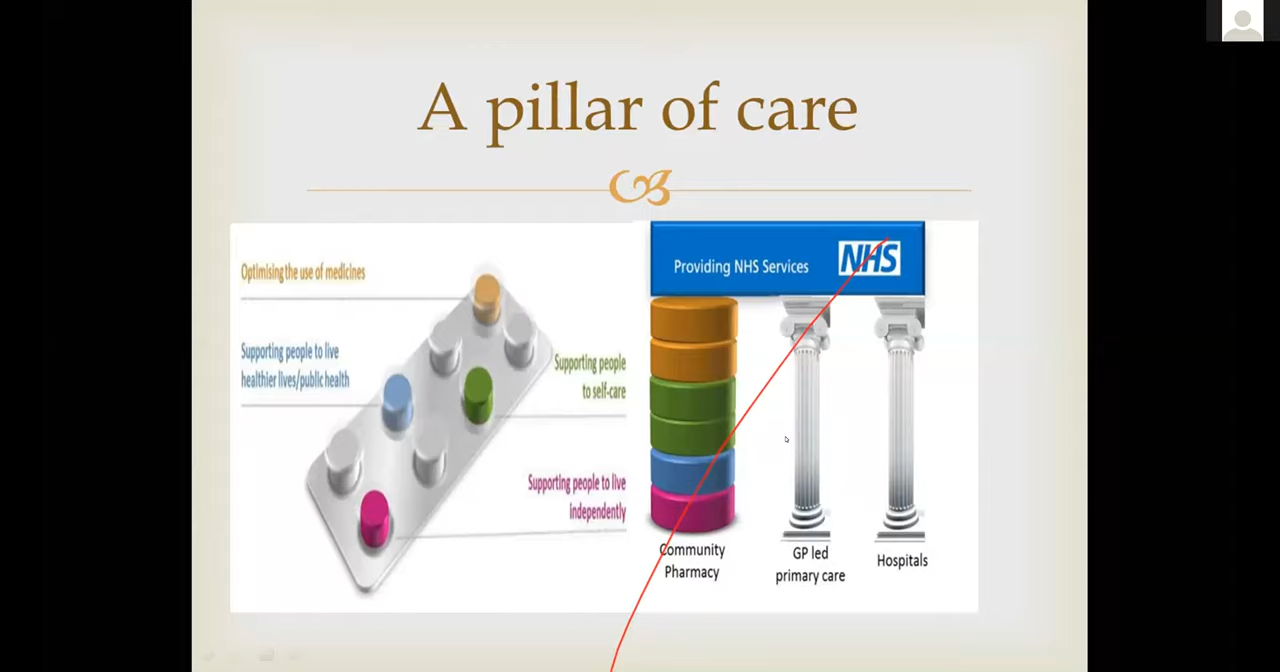 A pillar of care
Optimising the use of medicines
Supporting people to live
healthier lives/public health
Supporting people
to self-care
Supporting people to live
independently
Providing NHS Services
NHS
Community
Pharmacy
GP led
primary care
Hospitals